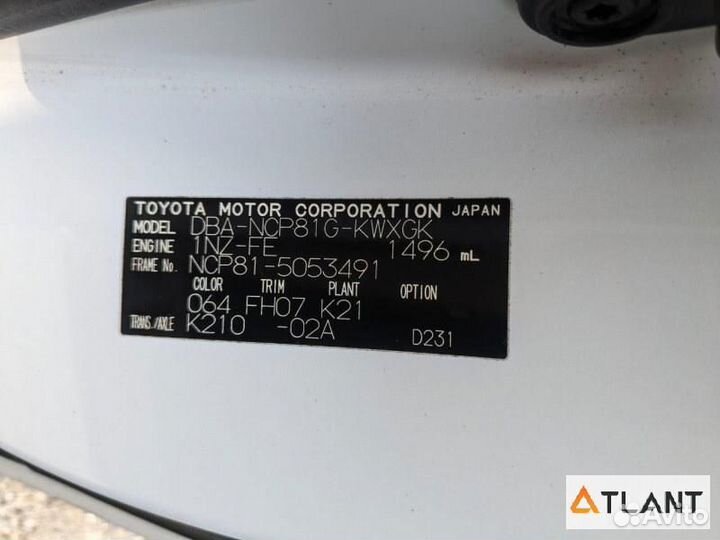 TOYOTA MOTOR CORPORATION JAPAN
MODEL DBA-NCP81G-KWXGK
ENGINE 1NZ-FE 1496 mL
FRAME No. NCP81-5053491
COLOR TRIM PLANT OPTION
064 FH07 K21
TRANS./AXLE K210 -02A D231
ATLANT
Avito